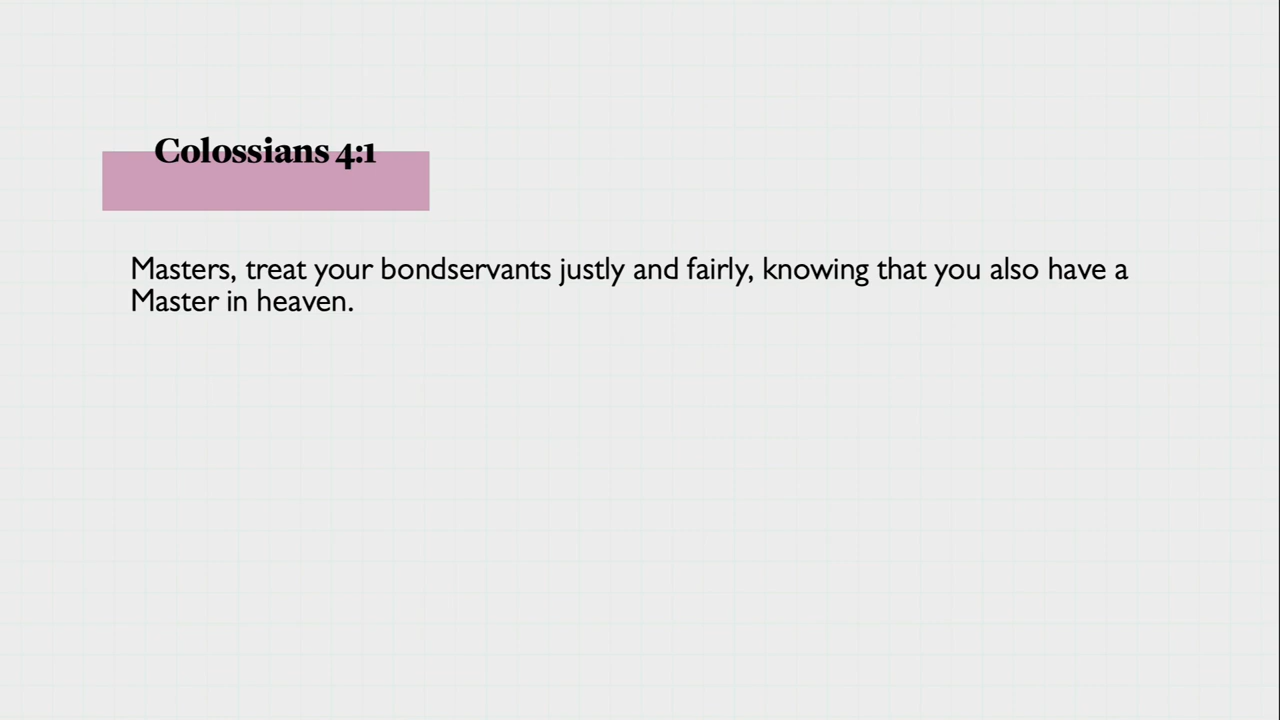 Colossians 4:1
Masters, treat your bondservants justly and fairly, knowing that you also have a
Master in heaven.